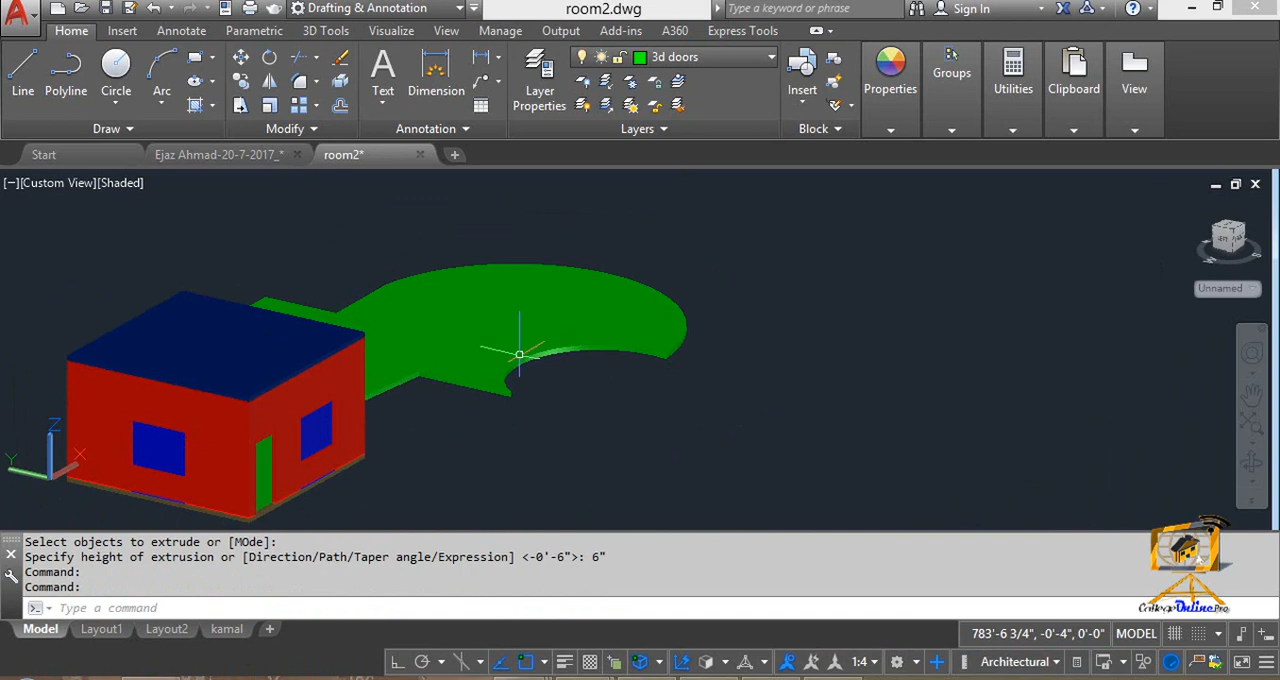 Drafting & Annotation
room2.dwg
Type a keyword or phrase
Sign In
Home Insert Annotate Parametric 3D Tools Visualize View Manage Output Add-ins A360 Express Tools
3d doors
Line Polyline Circle Arc Text Dimension Layer Properties Insert Properties Groups Utilities Clipboard View
Draw Modify Annotation Layers Block
Start Ejaz Ahmad-20-7-2017_* room2*
[−][Custom View][Shaded]
Unnamed
Z
Y X
Select objects to extrude or [MOde]:
Specify height of extrusion or [Direction/Path/Taper angle/Expression] <-0'-6">: 6"
Command:
Command:
Type a command
College Online Pro
Model Layout1 Layout2 kamal
783'-6 3/4", -0'-4", 0'-0" MODEL
1:4 Architectural